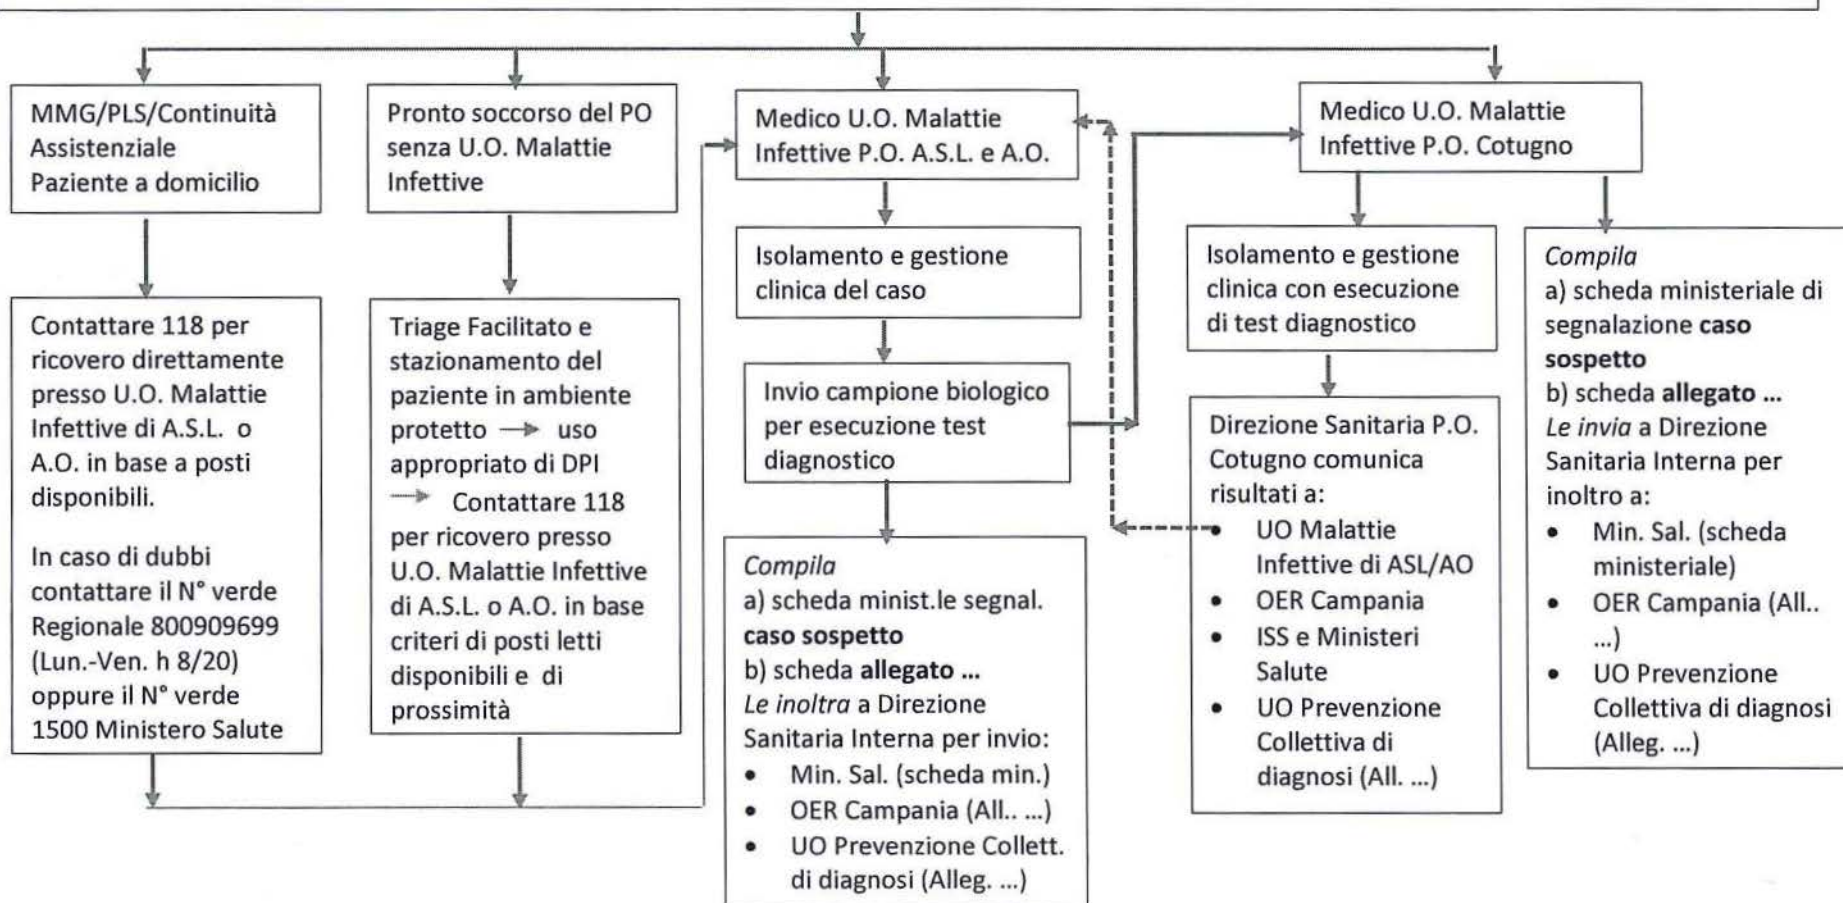 MMG/PLS/Continuità
Assistenziale
Paziente a domicilio
Contattare 118 per
ricovero direttamente
presso U.O. Malattie
Infettive di A.S.L. o
A.O. in base a posti
disponibili.
In caso di dubbi
contattare il N° verde
Regionale 800909699
(Lun.-Ven. h 8/20)
oppure il N° verde
1500 Ministero Salute
Pronto soccorso del PO
senza U.O. Malattie
Infettive
Triage Facilitato e
stazionamento del
paziente in ambiente
protetto → uso
appropriato di DPI
→ Contattare 118
per ricovero presso
U.O. Malattie Infettive
di A.S.L. o A.O. in base
criteri di posti letti
disponibili e di
prossimità
Medico U.O. Malattie
Infettive P.O. A.S.L. e A.O.
Isolamento e gestione
clinica del caso
Invio campione biologico
per esecuzione test
diagnostico
Compila
a) scheda minist.le segnal.
caso sospetto
b) scheda allegato ...
Le inoltra a Direzione
Sanitaria Interna per invio:
• Min. Sal. (scheda min.)
• OER Campania (All.. ...)
• UO Prevenzione Collett.
di diagnosi (Alleg. ...)
Medico U.O. Malattie
Infettive P.O. Cotugno
Isolamento e gestione
clinica con esecuzione
di test diagnostico
Direzione Sanitaria P.O.
Cotugno comunica
risultati a:
• UO Malattie
Infettive di ASL/AO
• OER Campania
• ISS e Ministeri
Salute
• UO Prevenzione
Collettiva di
diagnosi (All. ...)
Compila
a) scheda ministeriale di
segnalazione caso
sospetto
b) scheda allegato ...
Le invia a Direzione
Sanitaria Interna per
inoltro a:
• Min. Sal. (scheda
ministeriale)
• OER Campania (All..
...)
• UO Prevenzione
Collettiva di diagnosi
(Alleg. ...)